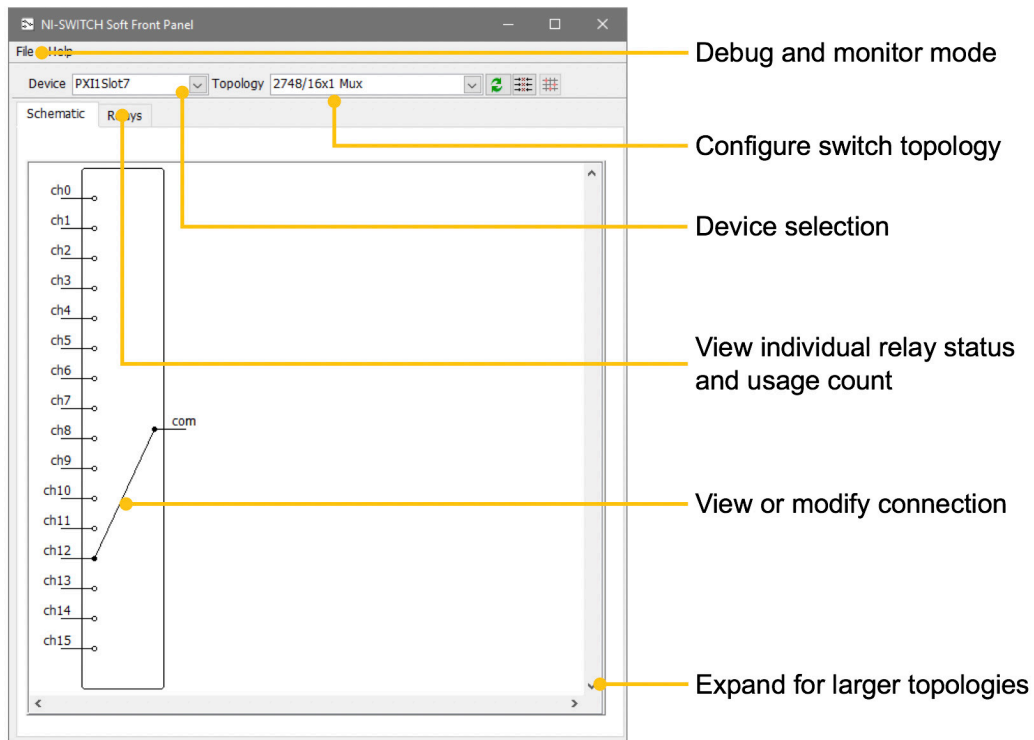 NI-SWITCH Soft Front Panel
File Help
Debug and monitor mode
Device PXI1Slot7 Topology 2748/16x1 Mux
Schematic Relays
Configure switch topology
ch0
ch1
Device selection
ch2
ch3
ch4
ch5
View individual relay status
and usage count
ch6
ch7
com
ch8
ch9
ch10
View or modify connection
ch11
ch12
ch13
ch14
ch15
Expand for larger topologies